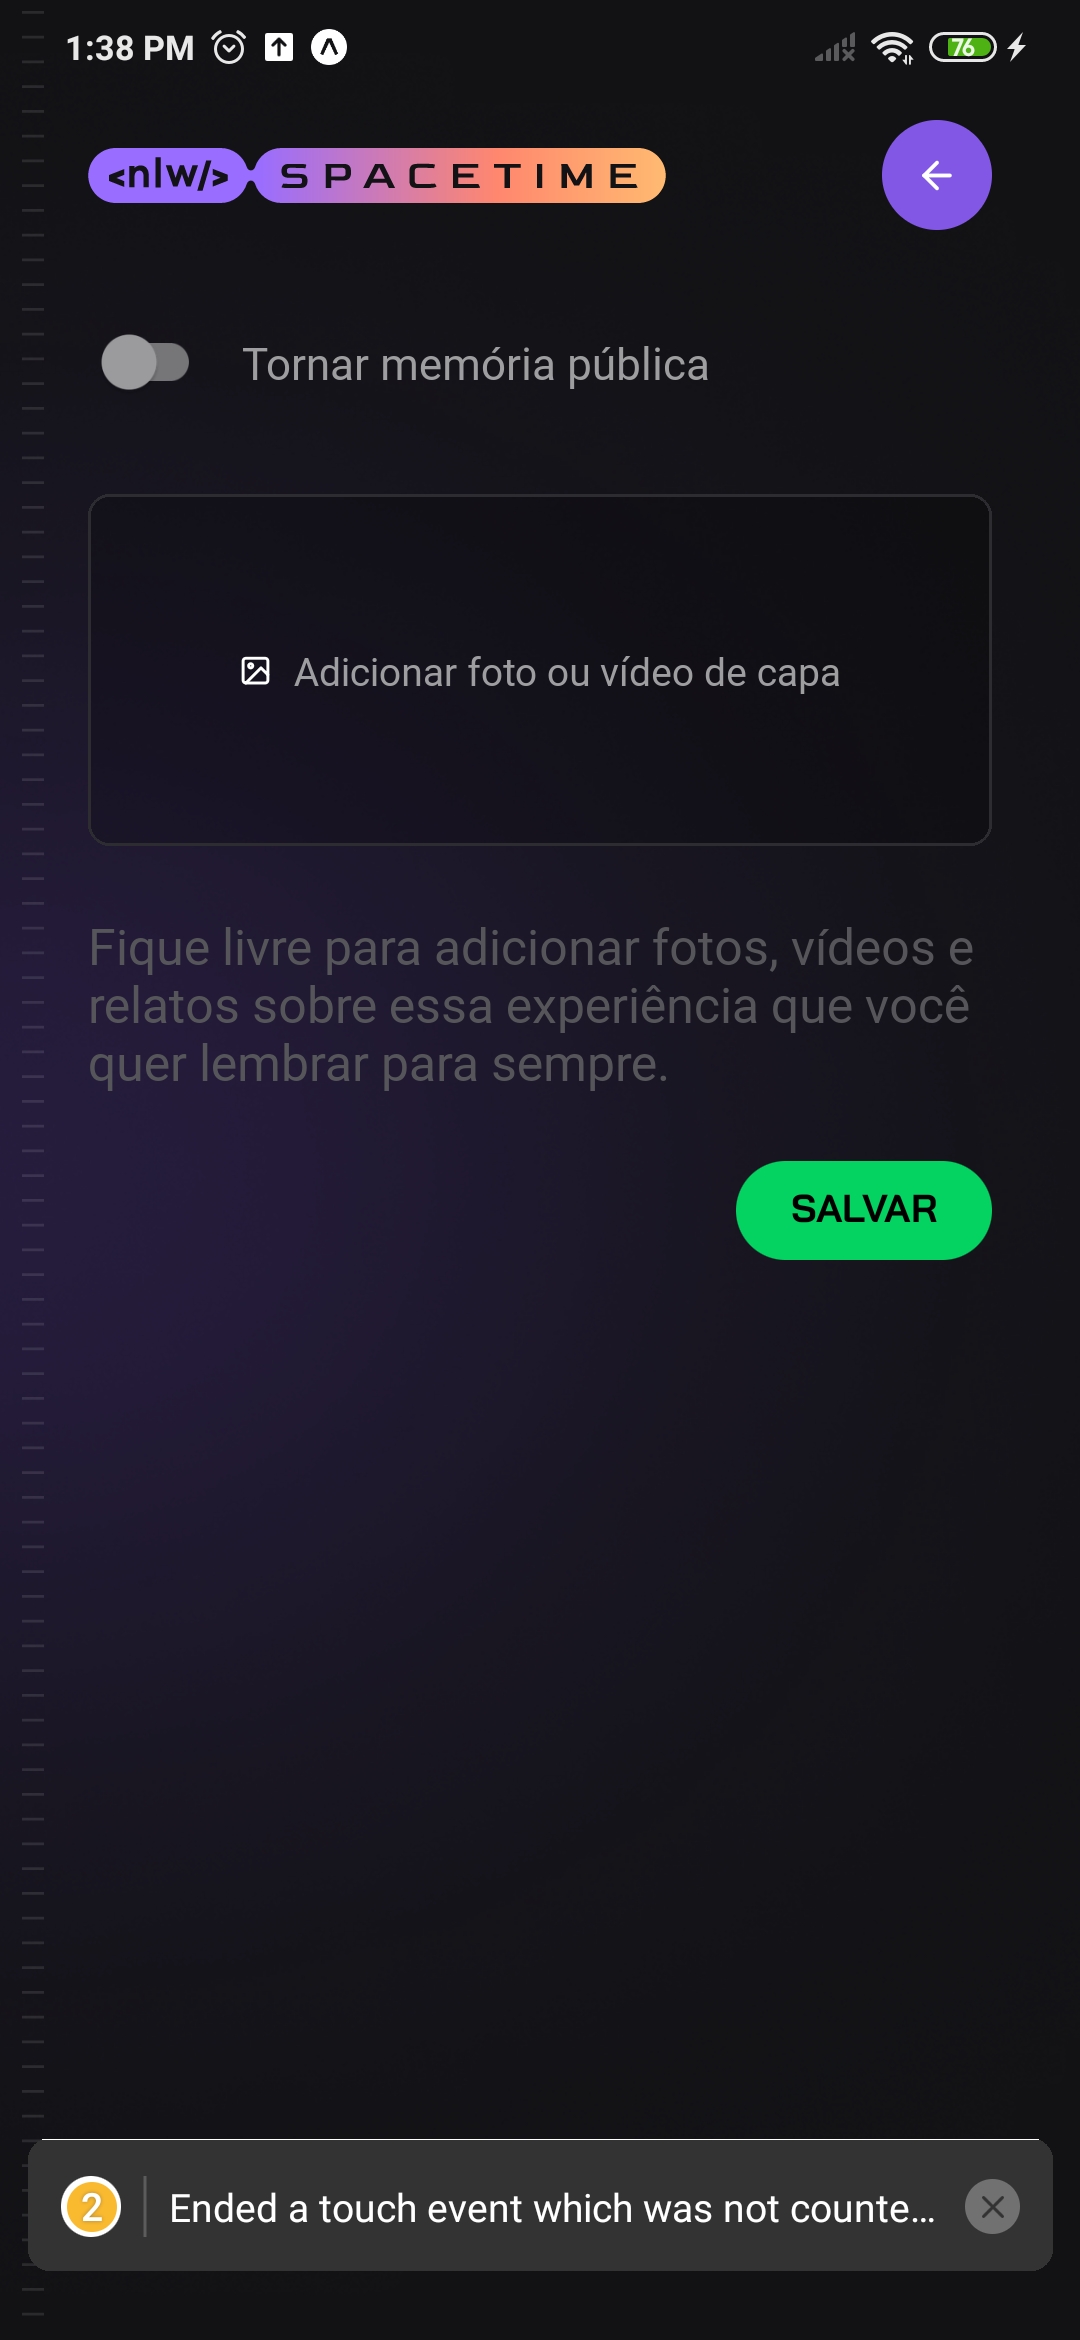 1:38 PM
76
<nlw/> SPACETIME
Tornar memória pública
Adicionar foto ou vídeo de capa
Fique livre para adicionar fotos, vídeos e
relatos sobre essa experiência que você
quer lembrar para sempre.
SALVAR
2 Ended a touch event which was not counte...